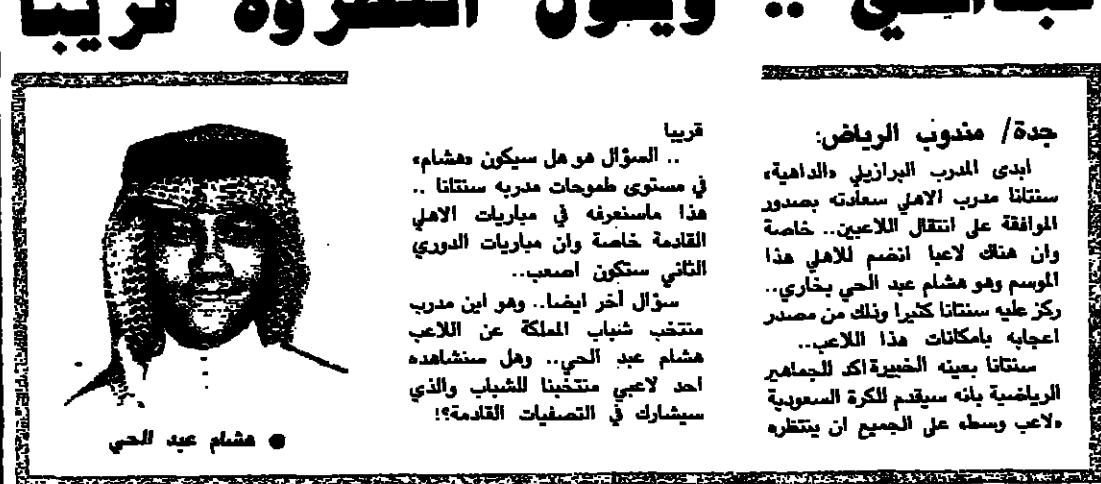 .. ويكون قريبا
جدة/ مندوب الرياض:
ابدى المدرب البرازيلي «الداهية»
سنتانا مدرب الاهلي سعادته بصدور
الموافقة على انتقال اللاعبين.. خاصة
وان هناك لاعبا انضم للاهلي هذا
الموسم وهو هشام عبد الحي بخاري..
ركز عليه سنتانا كثيرا وذلك من مصدر
اعجابه بامكانات هذا اللاعب..
سنتانا بعينه الخبيرة اكد للجماهير
الرياضية بانه سيقدم للكرة السعودية
«لاعب وسط» على الجميع ان ينتظره
قريبا
.. السؤال هو هل سيكون «هشام»
في مستوى طموحات مدربه سنتانا ..
هذا ماسنعرفه في مباريات الاهلي
القادمة خاصة وان مباريات الدوري
الثاني ستكون اصعب..
سؤال آخر ايضا.. وهو اين مدرب
منتخب شباب المملكة عن اللاعب
هشام عبد الحي.. وهل سنشاهده
احد لاعبي منتخبنا للشباب والذي
سيشارك في التصفيات القادمة؟!
● هشام عبد الحي